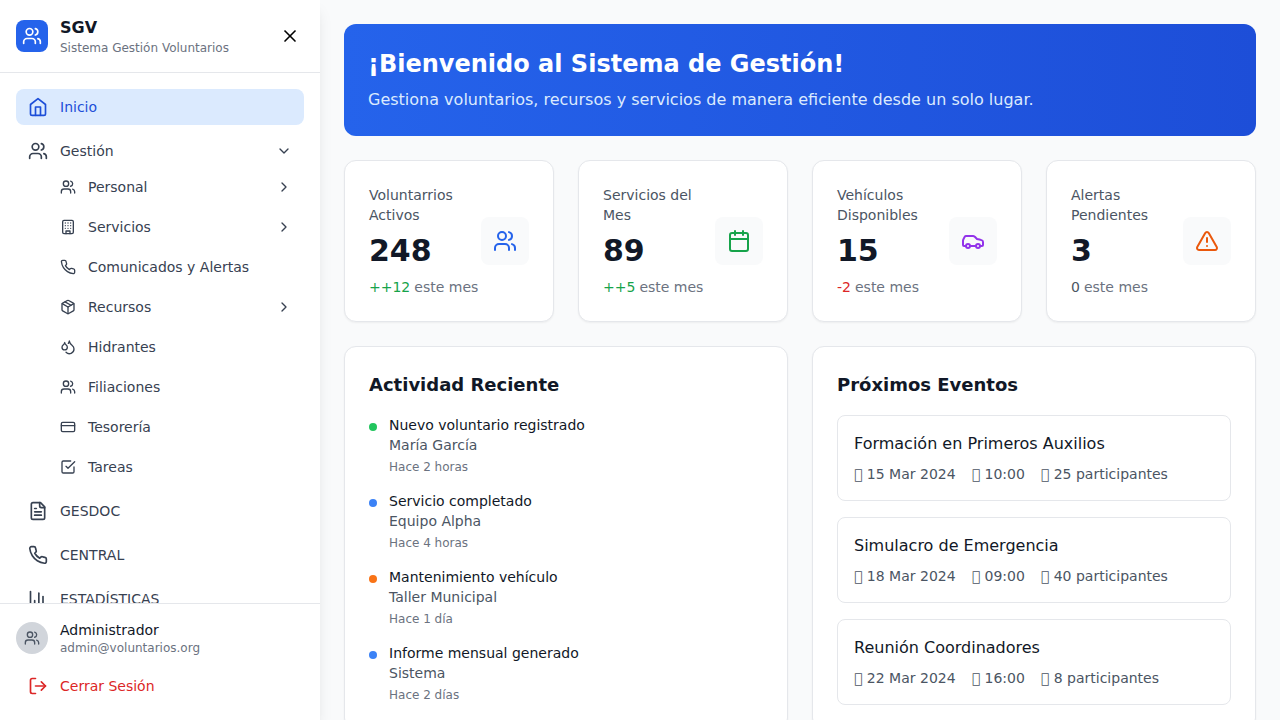 SGV
Sistema Gestión Voluntarios
Inicio
Gestión
Personal
Servicios
Comunicados y Alertas
Recursos
Hidrantes
Filiaciones
Tesorería
Tareas
GESDOC
CENTRAL
ESTADÍSTICAS
Administrador
admin@voluntarios.org
Cerrar Sesión
¡Bienvenido al Sistema de Gestión!
Gestiona voluntarios, recursos y servicios de manera eficiente desde un solo lugar.
Voluntarrios
Activos
248
++12 este mes
Servicios del
Mes
89
++5 este mes
Vehículos
Disponibles
15
-2 este mes
Alertas
Pendientes
3
0 este mes
Actividad Reciente
Nuevo voluntario registrado
María García
Hace 2 horas
Servicio completado
Equipo Alpha
Hace 4 horas
Mantenimiento vehículo
Taller Municipal
Hace 1 día
Informe mensual generado
Sistema
Hace 2 días
Próximos Eventos
Formación en Primeros Auxilios
15 Mar 2024 10:00 25 participantes
Simulacro de Emergencia
18 Mar 2024 09:00 40 participantes
Reunión Coordinadores
22 Mar 2024 16:00 8 participantes